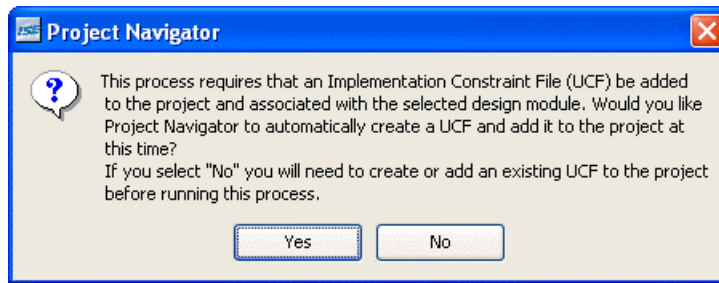 ISE Project Navigator
This process requires that an Implementation Constraint File (UCF) be added
to the project and associated with the selected design module. Would you like
Project Navigator to automatically create a UCF and add it to the project at
this time?
If you select "No" you will need to create or add an existing UCF to the project
before running this process.
Yes No